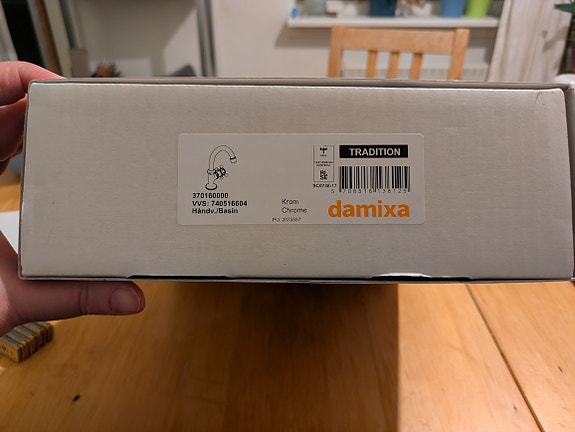 TRADITION
370160000
VVS: 740516604
Håndv./Basin
Krom
Chrome
damixa